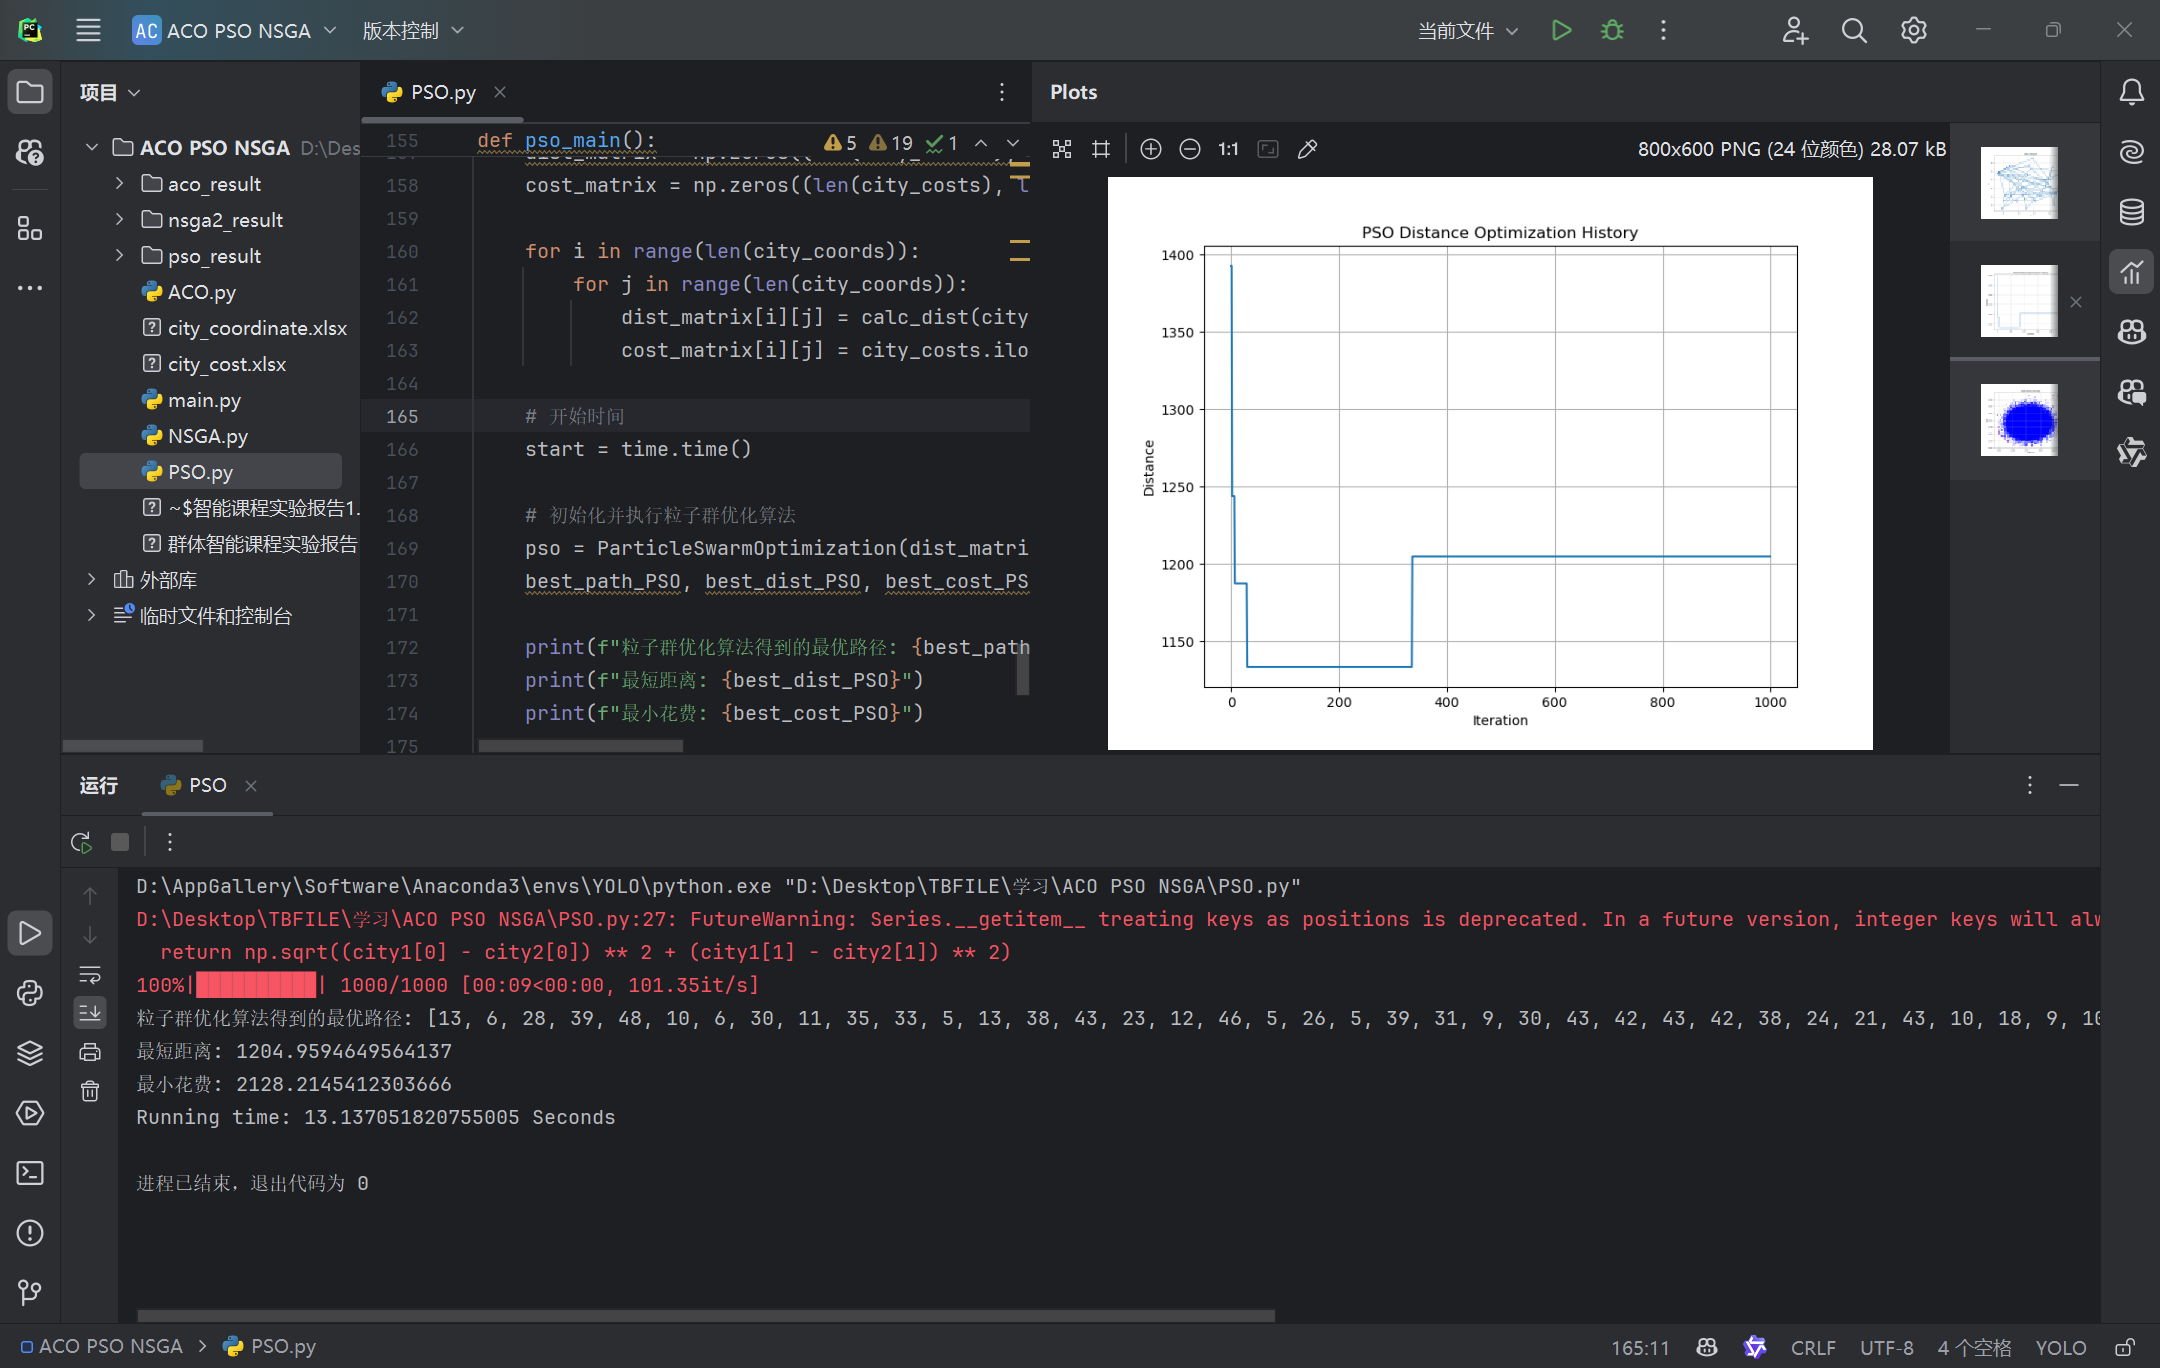 AC ACO PSO NSGA 版本控制 当前文件
项目
ACO PSO NSGA D:\Des
aco_result
nsga2_result
pso_result
ACO.py
city_coordinate.xlsx
city_cost.xlsx
main.py
NSGA.py
PSO.py
~$智能课程实验报告1.
群体智能课程实验报告
外部库
临时文件和控制台
PSO.py
155 def pso_main():
5 19 1
158 cost_matrix = np.zeros((len(city_costs), l
159
160 for i in range(len(city_coords)):
161 for j in range(len(city_coords)):
162 dist_matrix[i][j] = calc_dist(city
163 cost_matrix[i][j] = city_costs.ilo
164
165 # 开始时间
166 start = time.time()
167
168 # 初始化并执行粒子群优化算法
169 pso = ParticleSwarmOptimization(dist_matri
170 best_path_PSO, best_dist_PSO, best_cost_PS
171
172 print(f"粒子群优化算法得到的最优路径: {best_path
173 print(f"最短距离: {best_dist_PSO}")
174 print(f"最小花费: {best_cost_PSO}")
175
Plots
1:1 800x600 PNG (24 位颜色) 28.07 kB
PSO Distance Optimization History
1400
1350
1300
1250
1200
1150
Distance
0 200 400 600 800 1000
Iteration
运行 PSO
D:\AppGallery\Software\Anaconda3\envs\YOLO\python.exe "D:\Desktop\TBFILE\学习\ACO PSO NSGA\PSO.py"
D:\Desktop\TBFILE\学习\ACO PSO NSGA\PSO.py:27: FutureWarning: Series.__getitem__ treating keys as positions is deprecated. In a future version, integer keys will alw
return np.sqrt((city1[0] - city2[0]) ** 2 + (city1[1] - city2[1]) ** 2)
100%|██████████| 1000/1000 [00:09<00:00, 101.35it/s]
粒子群优化算法得到的最优路径: [13, 6, 28, 39, 48, 10, 6, 30, 11, 35, 33, 5, 13, 38, 43, 23, 12, 46, 5, 26, 5, 39, 31, 9, 30, 43, 42, 43, 42, 38, 24, 21, 43, 10, 18, 9, 10
最短距离: 1204.9594649564137
最小花费: 2128.2145412303666
Running time: 13.137051820755005 Seconds
进程已结束，退出代码为 0
ACO PSO NSGA > PSO.py
165:11 CRLF UTF-8 4 个空格 YOLO